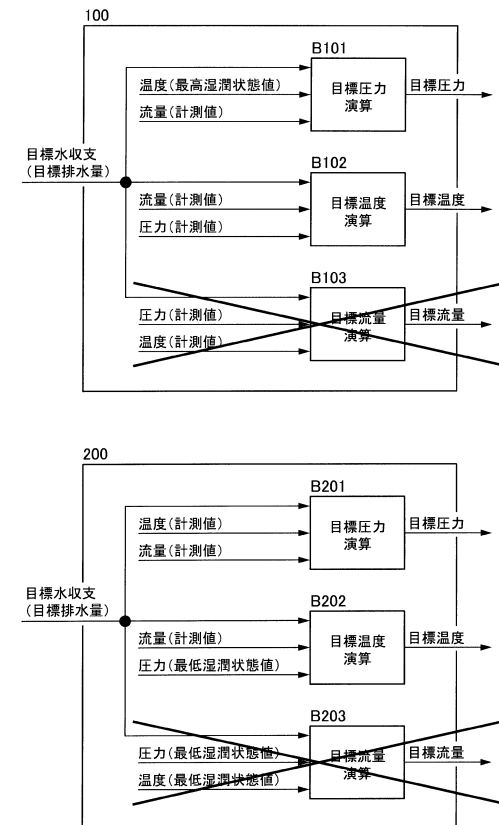 100
B101
温度(最高湿潤状態値)
流量(計測値)
目標圧力
演算
目標圧力
目標水収支
(目標排水量)
B102
流量(計測値)
圧力(計測値)
目標温度
演算
目標温度
B103
圧力(計測値)
温度(計測値)
目標流量
演算
目標流量
200
B201
温度(計測値)
流量(計測値)
目標圧力
演算
目標圧力
目標水収支
(目標排水量)
B202
流量(計測値)
圧力(最低湿潤状態値)
目標温度
演算
目標温度
B203
圧力(最低湿潤状態値)
温度(最低湿潤状態値)
目標流量
演算
目標流量